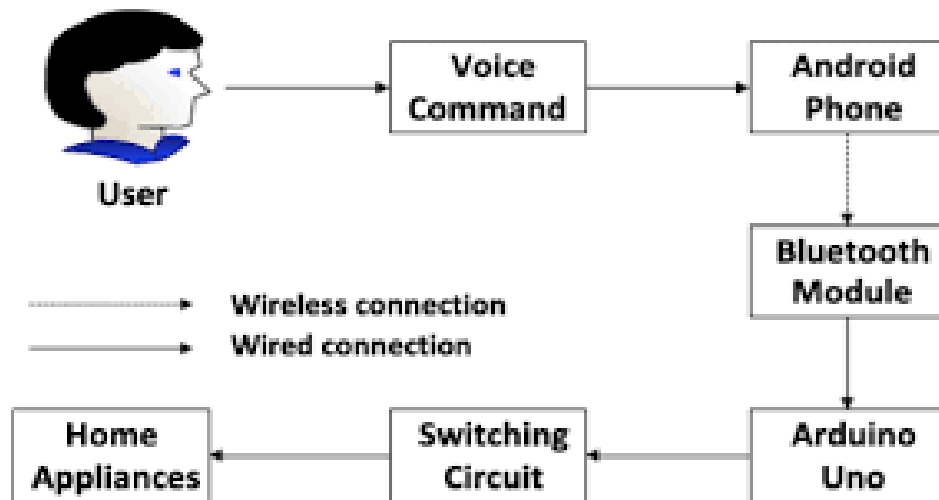 Voice
Command
Android
Phone
User
Bluetooth
Module
Wireless connection
Wired connection
Home
Appliances
Switching
Circuit
Arduino
Uno